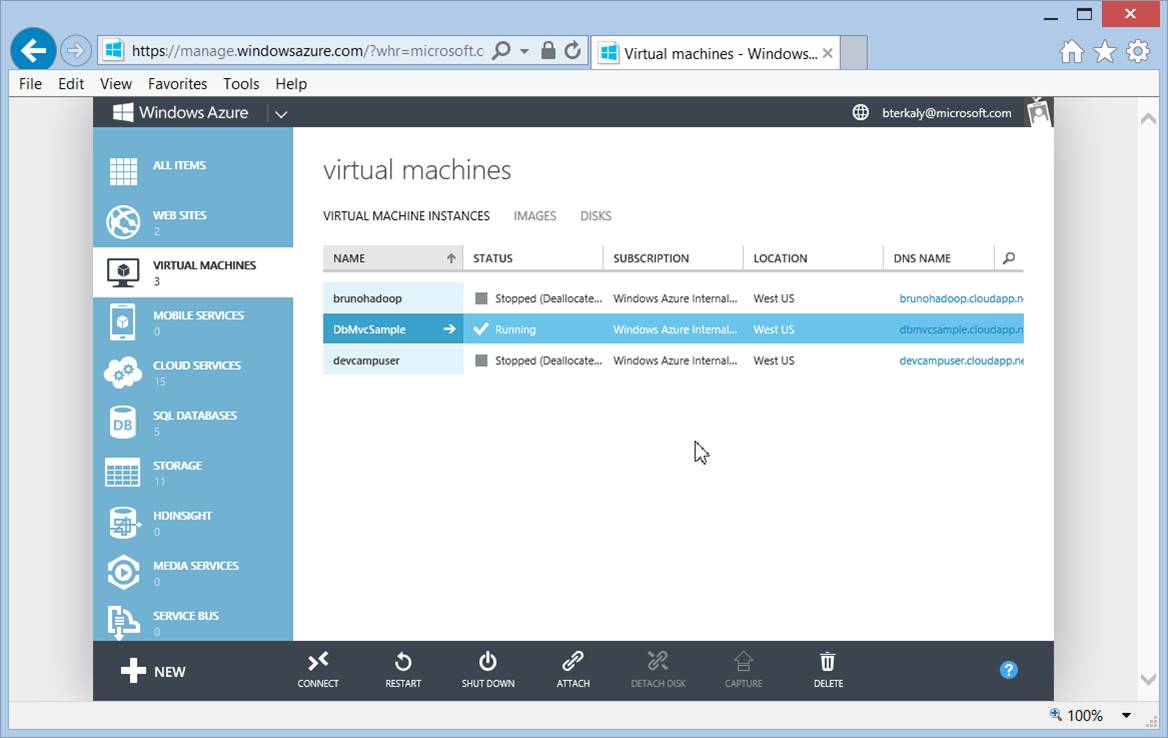 https://manage.windowsazure.com/?whr=microsoft.c
Virtual machines - Windows...
File Edit View Favorites Tools Help
Windows Azure
bterkaly@microsoft.com
ALL ITEMS
WEB SITES
2
VIRTUAL MACHINES
3
MOBILE SERVICES
0
CLOUD SERVICES
15
SQL DATABASES
DB
5
STORAGE
11
HDINSIGHT
0
MEDIA SERVICES
0
SERVICE BUS
0
virtual machines
VIRTUAL MACHINE INSTANCES IMAGES DISKS
NAME STATUS SUBSCRIPTION LOCATION DNS NAME
brunohadoop Stopped (Deallocate... Windows Azure Internal... West US brunohadoop.cloudapp.ne
DbMvcSample Running Windows Azure Internal... West US dbmvcsample.cloudapp.n
devcampuser Stopped (Deallocate... Windows Azure Internal... West US devcampuser.cloudapp.ne
NEW
CONNECT RESTART SHUT DOWN ATTACH DETACH DISK CAPTURE DELETE
?
100%